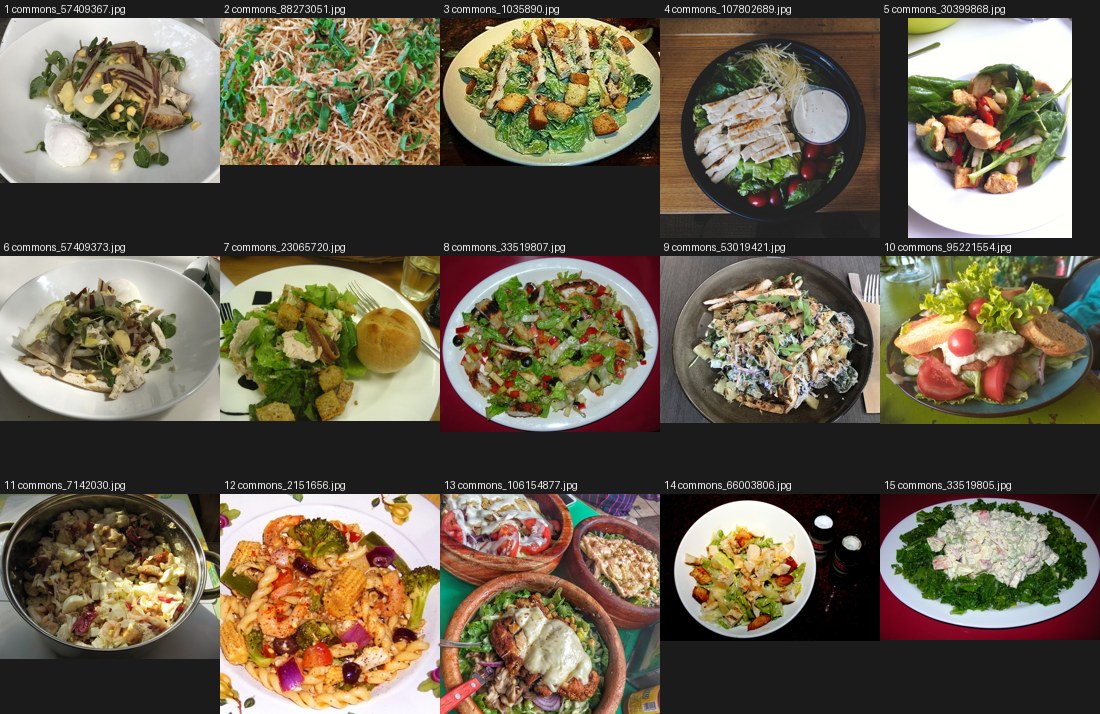 1 commons_57409367.jpg
2 commons_88273051.jpg
3 commons_1035890.jpg
4 commons_107802689.jpg
5 commons_30399868.jpg
6 commons_57409373.jpg
7 commons_23065720.jpg
8 commons_33519807.jpg
9 commons_53019421.jpg
10 commons_95221554.jpg
11 commons_7142030.jpg
12 commons_2151656.jpg
13 commons_106154877.jpg
14 commons_66003806.jpg
15 commons_33519805.jpg